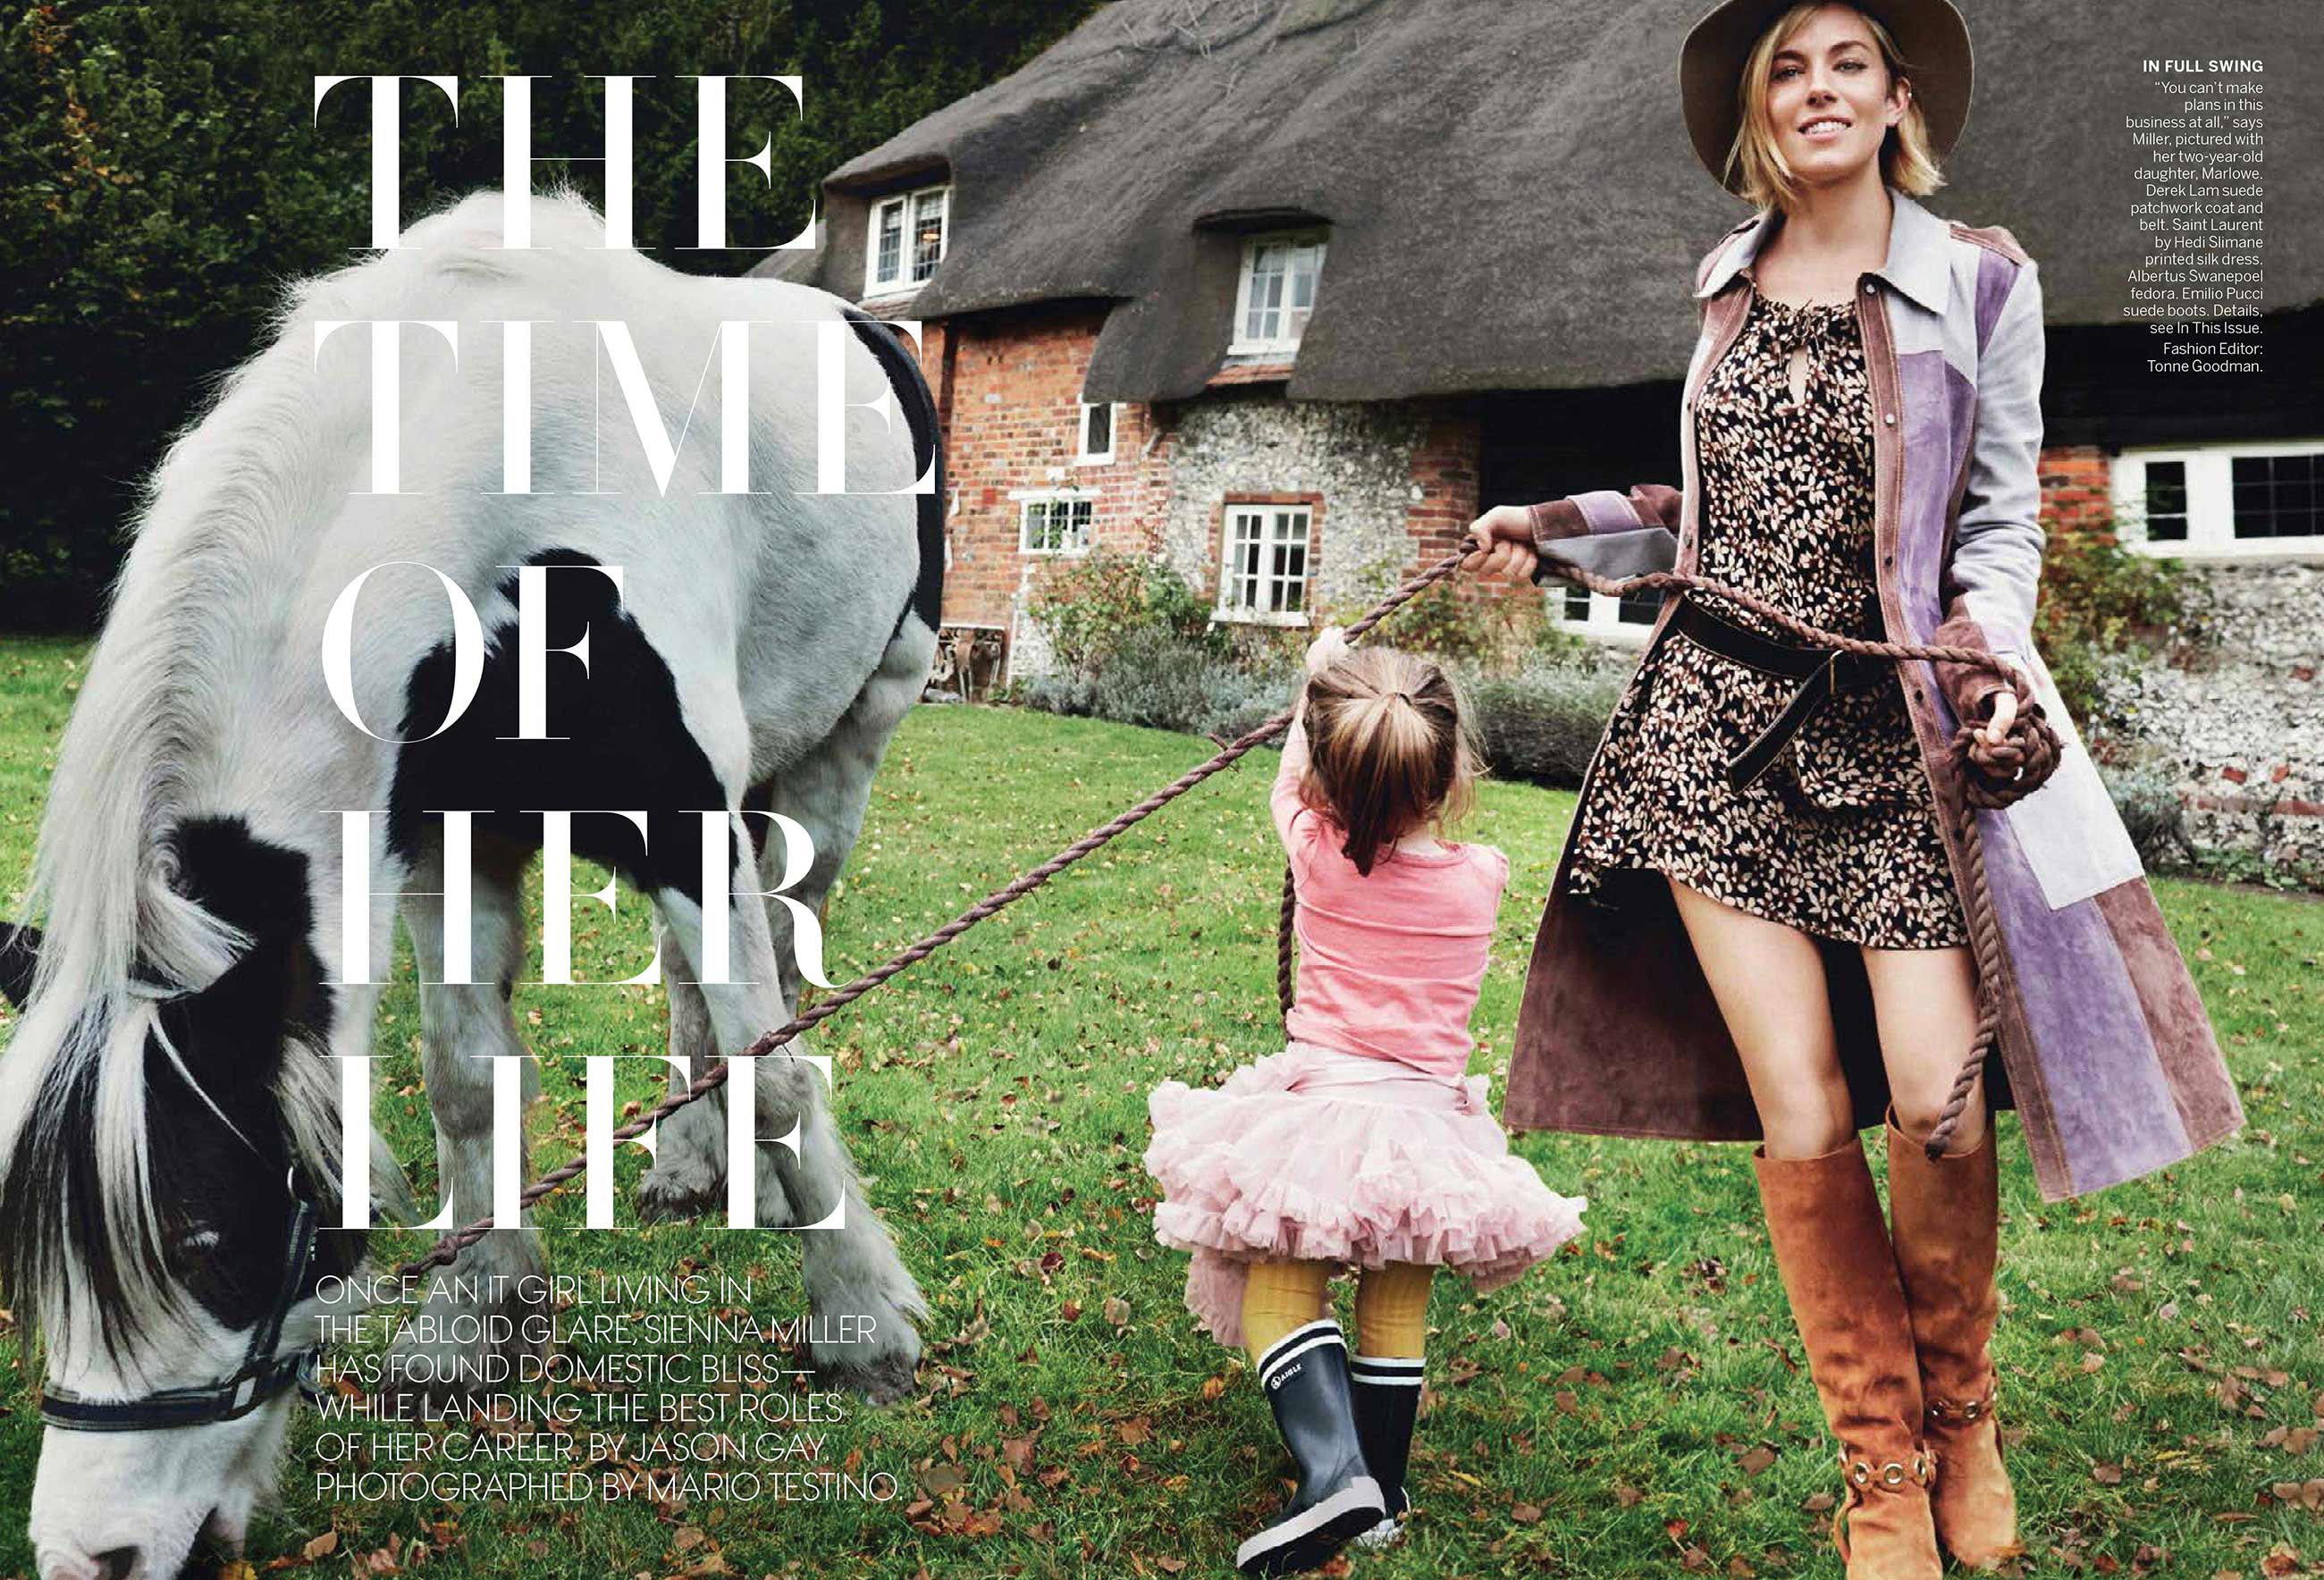 THE
TIME
OF
HER
LIFE
ONCE AN IT GIRL LIVING IN
THE TABLOID GLARE, SIENNA MILLER
HAS FOUND DOMESTIC BLISS—
WHILE LANDING THE BEST ROLES
OF HER CAREER. BY JASON GAY.
PHOTOGRAPHED BY MARIO TESTINO.
IN FULL SWING
“You can’t make
plans in this
business at all,” says
Miller, pictured with
her two-year-old
daughter, Marlowe.
Derek Lam suede
patchwork coat and
belt. Saint Laurent
by Hedi Slimane
printed silk dress.
Albertus Swanepoel
fedora. Emilio Pucci
suede boots. Details,
see In This Issue.
Fashion Editor:
Tonne Goodman.
AIGLE